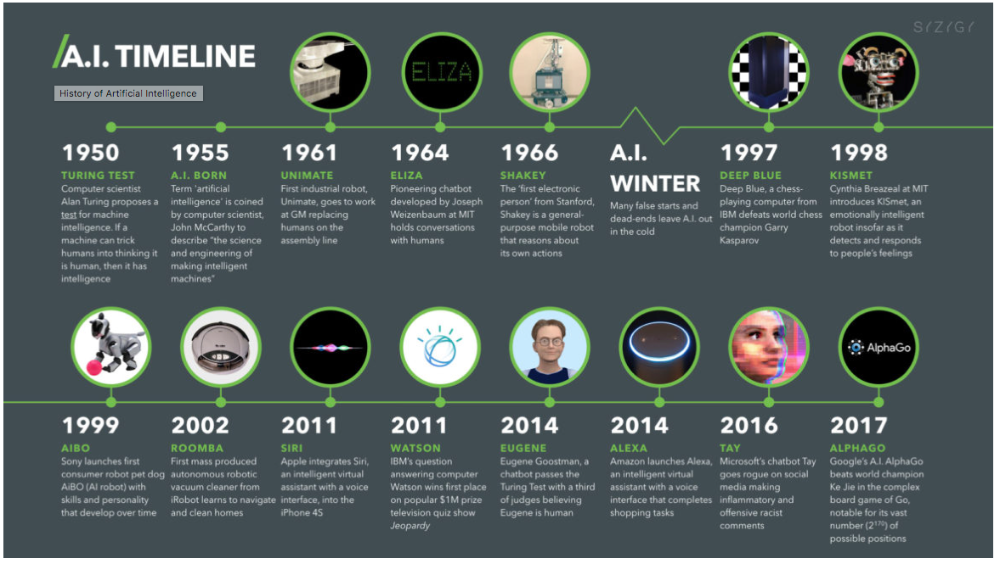 SYZYGY
/A.I. TIMELINE
History of Artificial Intelligence
ELIZA
1950
TURING TEST
Computer scientist
Alan Turing proposes a
test for machine
intelligence. If a
machine can trick
humans into thinking it
is human, then it has
intelligence
1955
A.I. BORN
Term 'artificial
intelligence' is coined
by computer scientist,
John McCarthy to
describe "the science
and engineering of
making intelligent
machines"
1961
UNIMATE
First industrial robot,
Unimate, goes to work
at GM replacing
humans on the
assembly line
1964
ELIZA
Pioneering chatbot
developed by Joseph
Weizenbaum at MIT
holds conversations
with humans
1966
SHAKEY
The 'first electronic
person' from Stanford,
Shakey is a general-
purpose mobile robot
that reasons about
its own actions
A.I.
WINTER
Many false starts and
dead-ends leave A.I. out
in the cold
1997
DEEP BLUE
Deep Blue, a chess-
playing computer from
IBM defeats world chess
champion Garry
Kasparov
1998
KISMET
Cynthia Breazeal at MIT
introduces KISmet, an
emotionally intelligent
robot insofar as it
detects and responds
to people's feelings
AlphaGo
1999
AIBO
Sony launches first
consumer robot pet dog
AiBO (AI robot) with
skills and personality
that develop over time
2002
ROOMBA
First mass produced
autonomous robotic
vacuum cleaner from
iRobot learns to navigate
and clean homes
2011
SIRI
Apple integrates Siri,
an intelligent virtual
assistant with a voice
interface, into the
iPhone 4S
2011
WATSON
IBM's question
answering computer
Watson wins first place
on popular $1M prize
television quiz show
Jeopardy
2014
EUGENE
Eugene Goostman, a
chatbot passes the
Turing Test with a third
of judges believing
Eugene is human
2014
ALEXA
Amazon launches Alexa,
an intelligent virtual
assistant with a voice
interface that completes
shopping tasks
2016
TAY
Microsoft's chatbot Tay
goes rogue on social
media making
inflammatory and
offensive racist
comments
2017
ALPHAGO
Google's A.I. AlphaGo
beats world champion
Ke Jie in the complex
board game of Go,
notable for its vast
number (2¹⁷⁰) of
possible positions